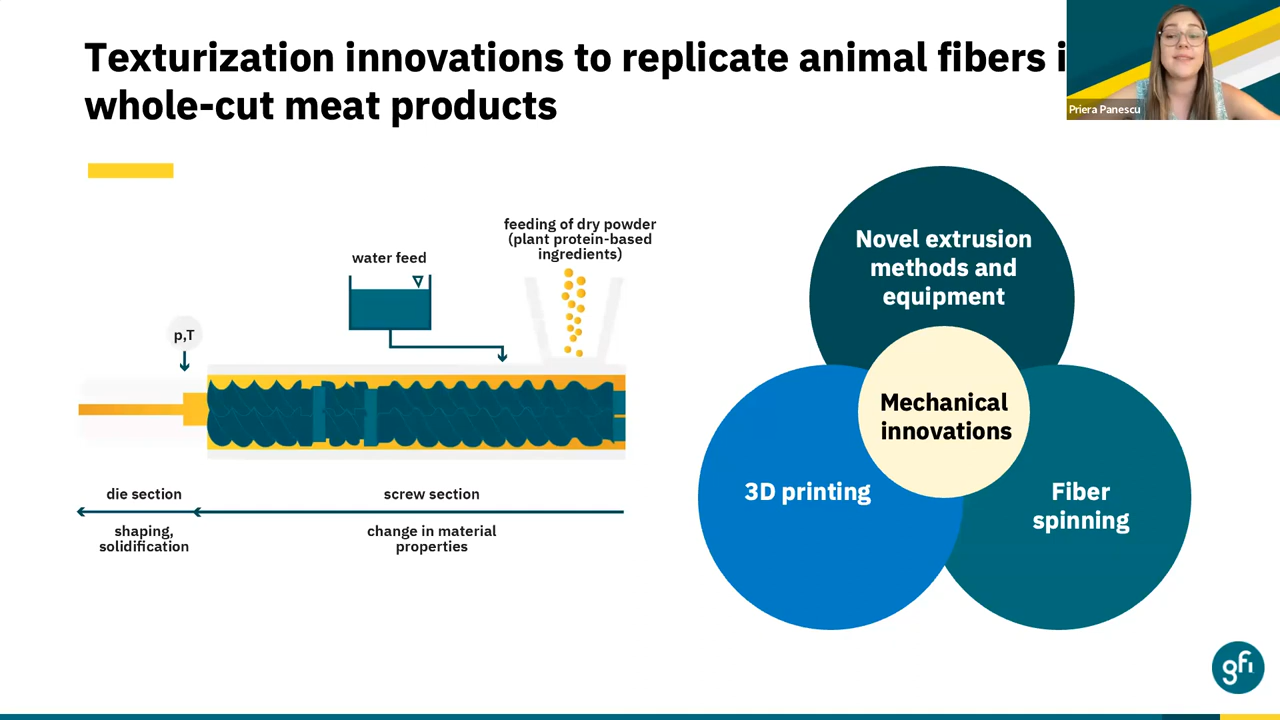 Texturization innovations to replicate animal fibers i
whole-cut meat products
Priera Panescu
feeding of dry powder
(plant protein-based
ingredients)
water feed
p,T
die section
screw section
shaping,
solidification
change in material
properties
Novel extrusion
methods and
equipment
Mechanical
innovations
3D printing
Fiber
spinning
gfi